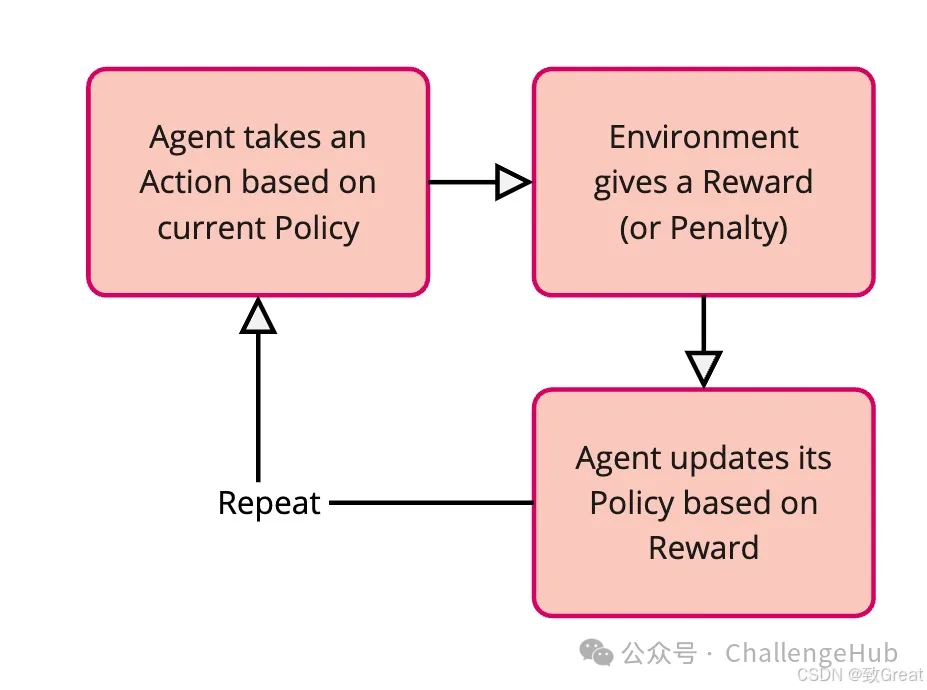 Agent takes an
Action based on
current Policy
Environment
gives a Reward
(or Penalty)
Agent updates its
Policy based on
Reward
Repeat
公众号 · ChallengeHub
CSDN @致Great